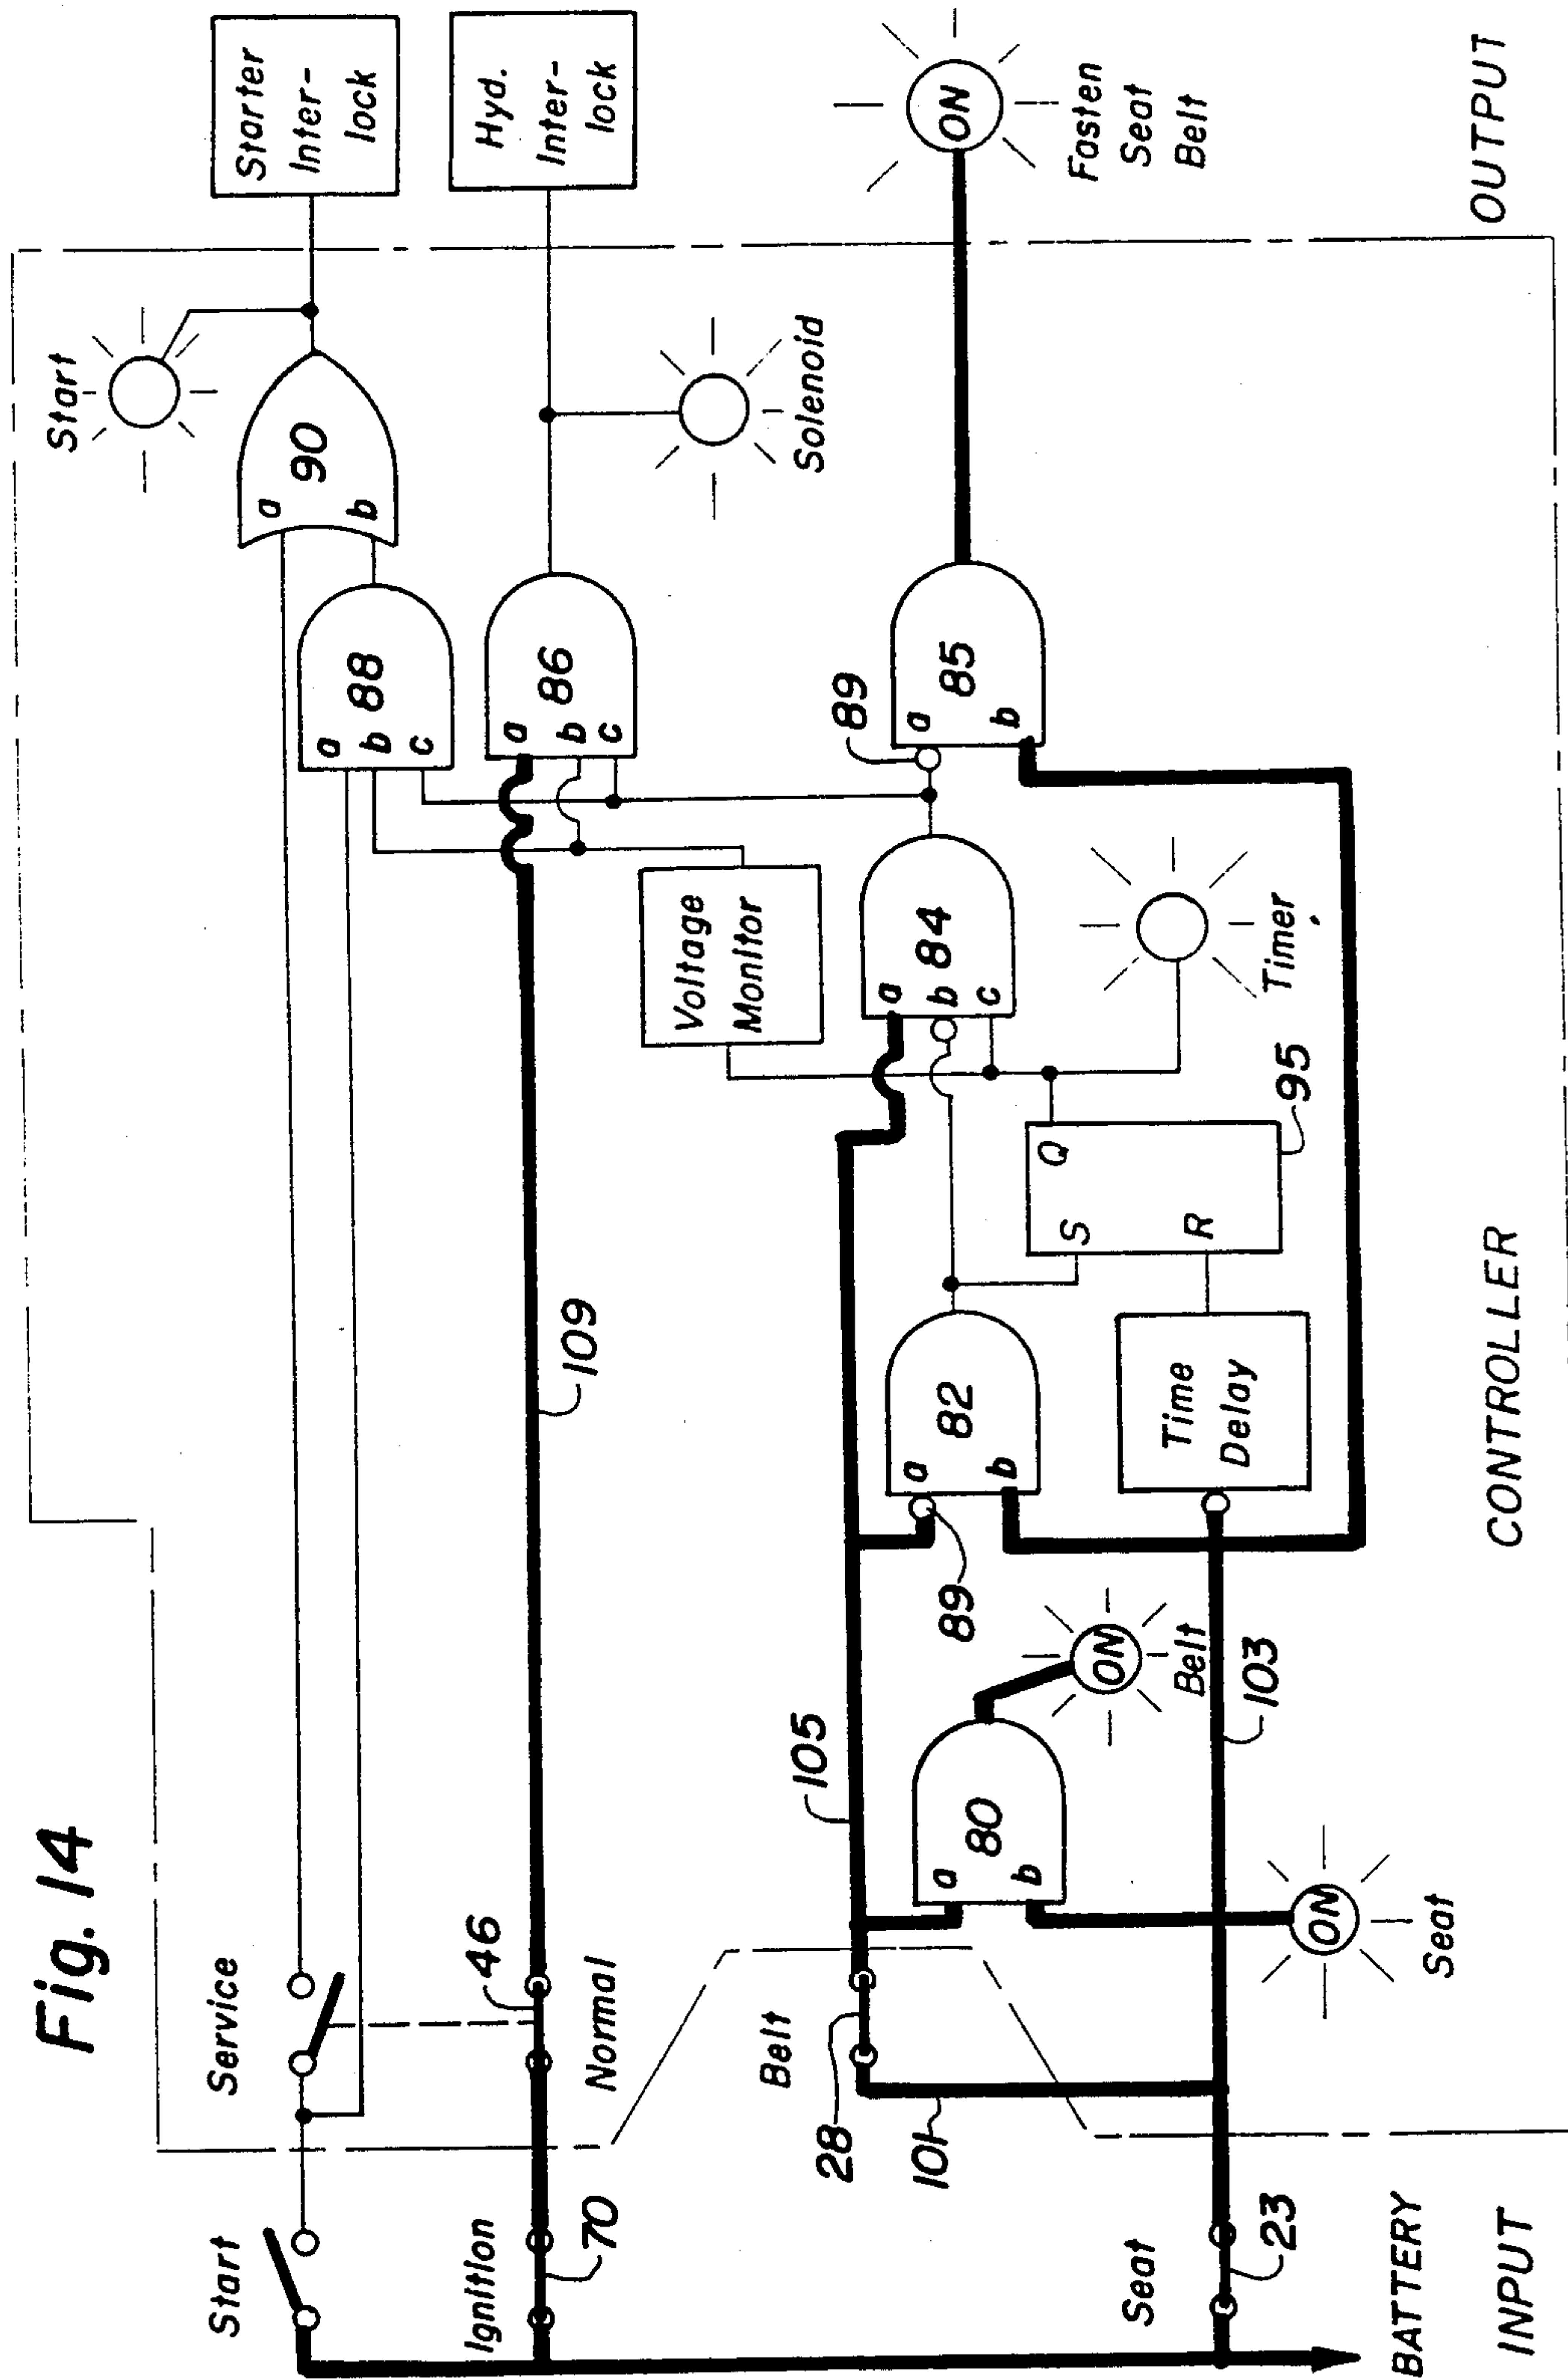 Fig. 14
Start
Service
Start
Starter
Inter-
lock
Ignition
70
46
Normal
109
a
b
c
88
a
b
90
a
b
c
86
Hyd.
Inter-
lock
Solenoid
Voltage
Monitor
Belt
28
101
105
a
b
80
ON
Belt
89
a
b
82
a
b
c
84
89
a
b
85
ON
Fasten
Seat
Belt
S
Q
R
95
Timer
Time
Delay
103
Seat
23
ON
Seat
BATTERY
INPUT
CONTROLLER
OUTPUT